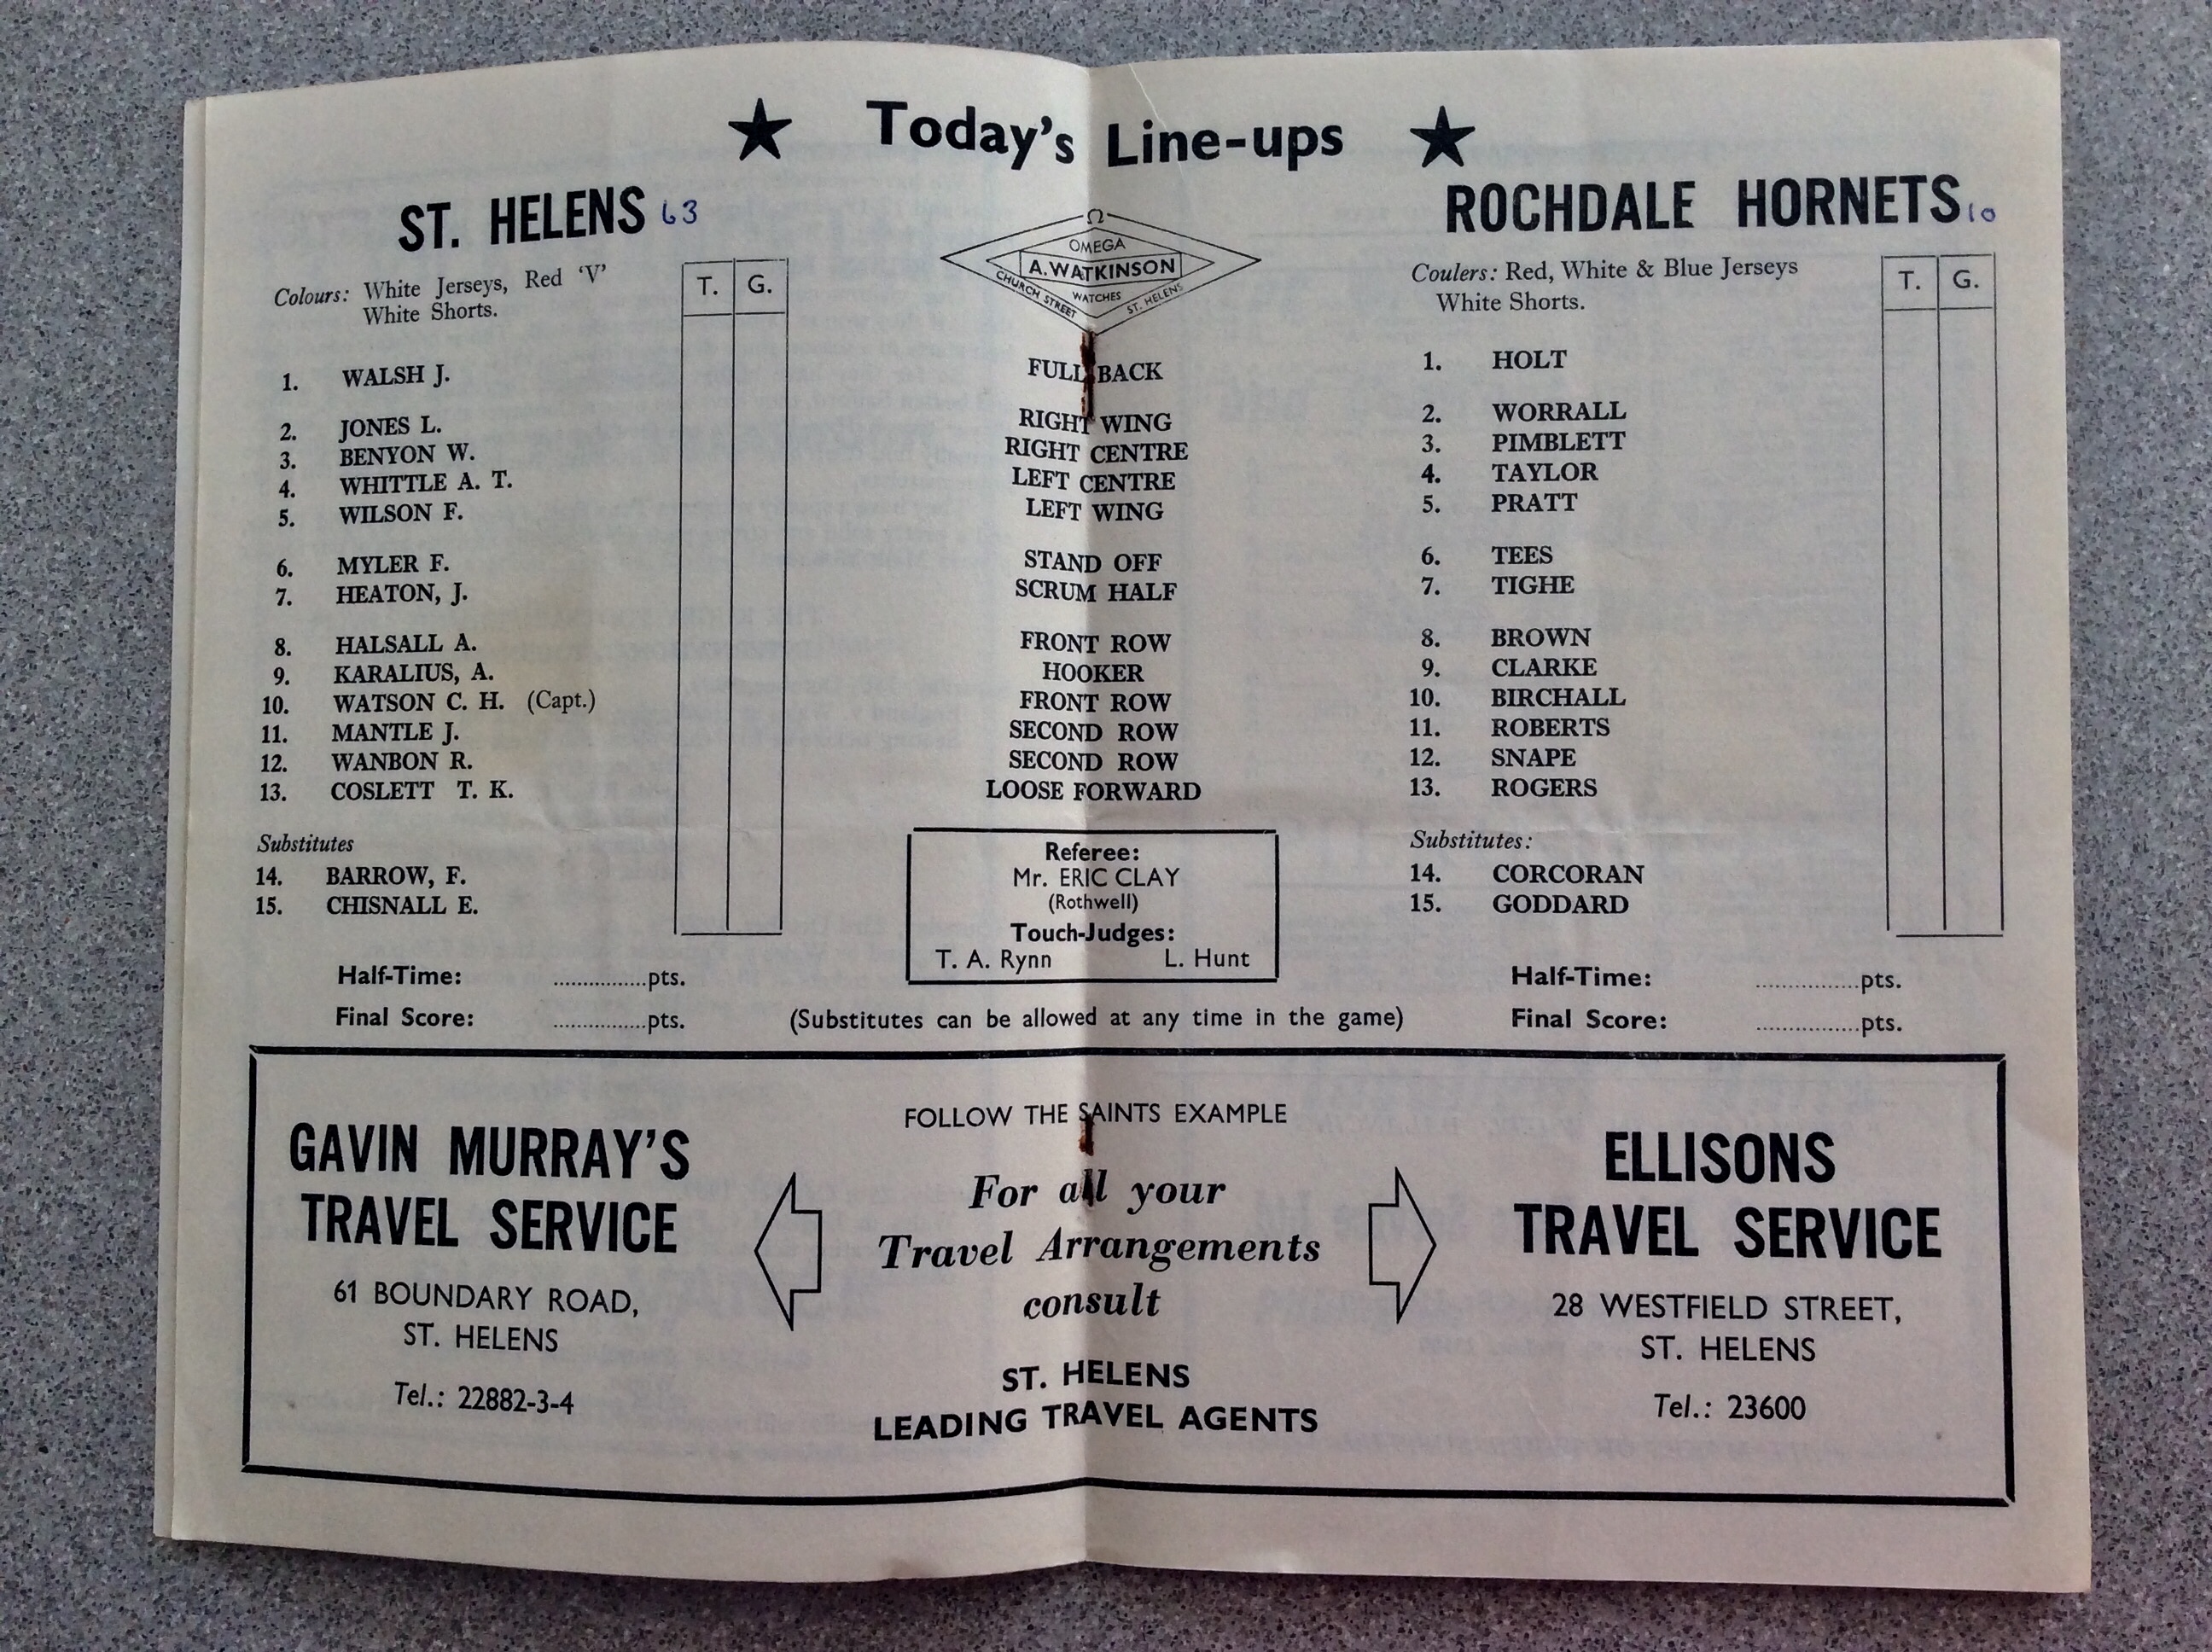 ★ Today's Line-ups ★
ST. HELENS 63
Colours: White Jerseys, Red 'V'
White Shorts.
T. G.
1. WALSH J.
2. JONES L.
3. BENYON W.
4. WHITTLE A. T.
5. WILSON F.
6. MYLER F.
7. HEATON, J.
8. HALSALL A.
9. KARALIUS, A.
10. WATSON C. H. (Capt.)
11. MANTLE J.
12. WANBON R.
13. COSLETT T. K.
Substitutes
14. BARROW, F.
15. CHISNALL E.
Half-Time: ................pts.
Final Score: ................pts.
Ω
OMEGA
A. WATKINSON
WATCHES
CHURCH STREET ST. HELENS
FULL BACK
RIGHT WING
RIGHT CENTRE
LEFT CENTRE
LEFT WING
STAND OFF
SCRUM HALF
FRONT ROW
HOOKER
FRONT ROW
SECOND ROW
SECOND ROW
LOOSE FORWARD
Referee:
Mr. ERIC CLAY
(Rothwell)
Touch-Judges:
T. A. Rynn L. Hunt
(Substitutes can be allowed at any time in the game)
ROCHDALE HORNETS 10
Coulers: Red, White & Blue Jerseys
White Shorts.
T. G.
1. HOLT
2. WORRALL
3. PIMBLETT
4. TAYLOR
5. PRATT
6. TEES
7. TIGHE
8. BROWN
9. CLARKE
10. BIRCHALL
11. ROBERTS
12. SNAPE
13. ROGERS
Substitutes:
14. CORCORAN
15. GODDARD
Half-Time: .................pts.
Final Score: .................pts.
GAVIN MURRAY'S
TRAVEL SERVICE
61 BOUNDARY ROAD,
ST. HELENS
Tel.: 22882-3-4
FOLLOW THE SAINTS EXAMPLE
For all your
Travel Arrangements
consult
ST. HELENS
LEADING TRAVEL AGENTS
ELLISONS
TRAVEL SERVICE
28 WESTFIELD STREET,
ST. HELENS
Tel.: 23600